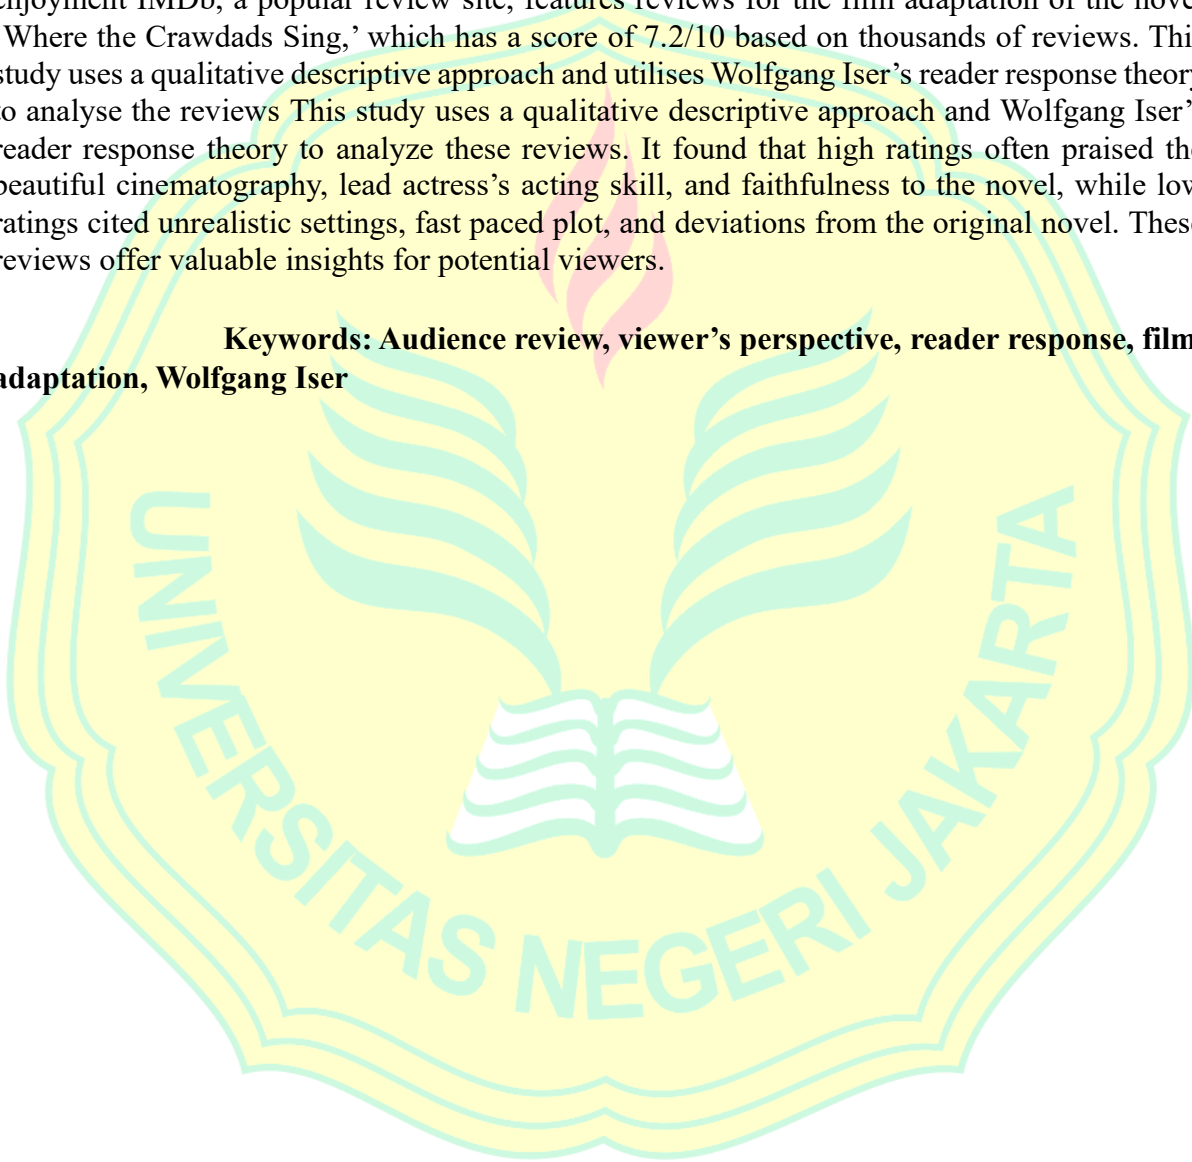 enjoyment IMDb, a popular review site, features reviews for the film adaptation of the nove
Where the Crawdads Sing,’ which has a score of 7.2/10 based on thousands of reviews. Thi
study uses a qualitative descriptive approach and utilises Wolfgang Iser’s reader response theory
to analyse the reviews This study uses a qualitative descriptive approach and Wolfgang Iser’
reader response theory to analyze these reviews. It found that high ratings often praised the
beautiful cinematography, lead actress’s acting skill, and faithfulness to the novel, while low
ratings cited unrealistic settings, fast paced plot, and deviations from the original novel. These
reviews offer valuable insights for potential viewers.
Keywords: Audience review, viewer’s perspective, reader response, film
adaptation, Wolfgang Iser
UNIVERSITAS NEGERI JAKARTA